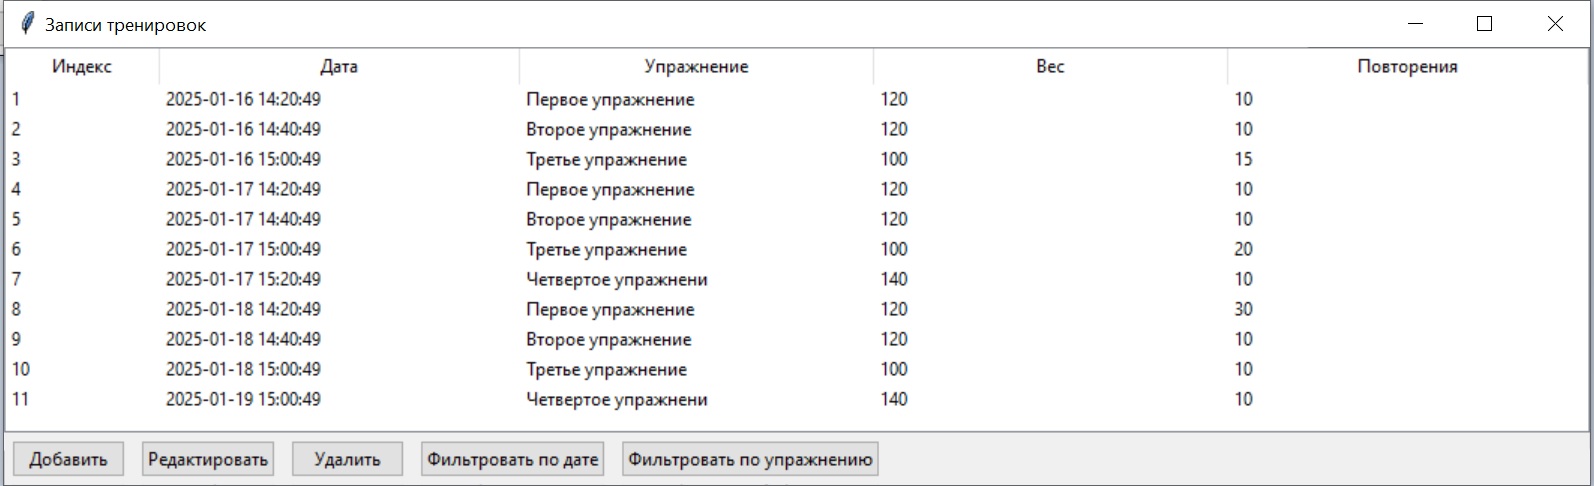 Записи тренировок
Индекс Дата Упражнение Вес Повторения
1 2025-01-16 14:20:49 Первое упражнение 120 10
2 2025-01-16 14:40:49 Второе упражнение 120 10
3 2025-01-16 15:00:49 Третье упражнение 100 15
4 2025-01-17 14:20:49 Первое упражнение 120 10
5 2025-01-17 14:40:49 Второе упражнение 120 10
6 2025-01-17 15:00:49 Третье упражнение 100 20
7 2025-01-17 15:20:49 Четвертое упражнени 140 10
8 2025-01-18 14:20:49 Первое упражнение 120 30
9 2025-01-18 14:40:49 Второе упражнение 120 10
10 2025-01-18 15:00:49 Третье упражнение 100 10
11 2025-01-19 15:00:49 Четвертое упражнени 140 10
Добавить Редактировать Удалить Фильтровать по дате Фильтровать по упражнению